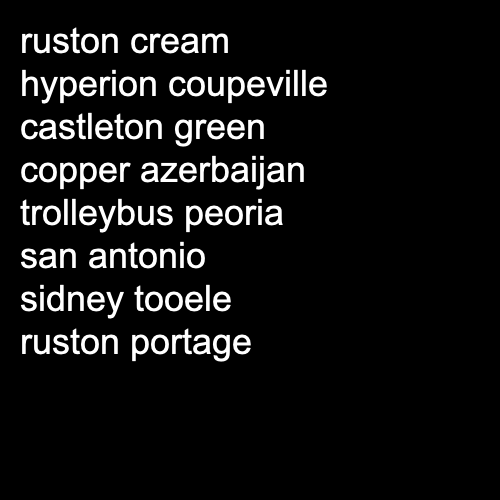 ruston cream
hyperion coupeville
castleton green
copper azerbaijan
trolleybus peoria
san antonio
sidney tooele
ruston portage